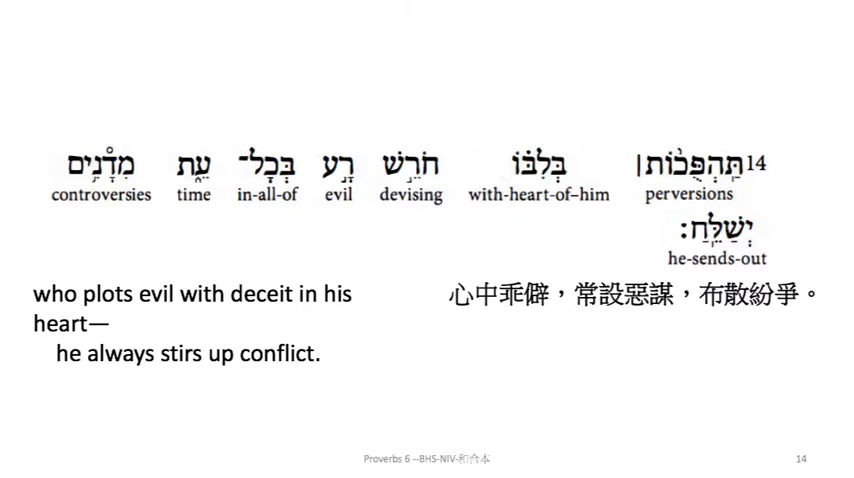 14 תַּֽהְפֻּכ֨וֹת׀ בְּלִבּ֗וֹ חֹרֵ֣שׁ רָ֣ע בְּכָל־ עֵ֑ת מִדְיָנִ֥ים
controversies time in-all-of evil devising with-heart-of–him perversions
יְשַׁלֵּֽחַ׃
he-sends-out
who plots evil with deceit in his
heart—
he always stirs up conflict.
心中乖僻，常設惡謀，布散紛爭。
Proverbs 6 --BHS-NIV-和合本
14